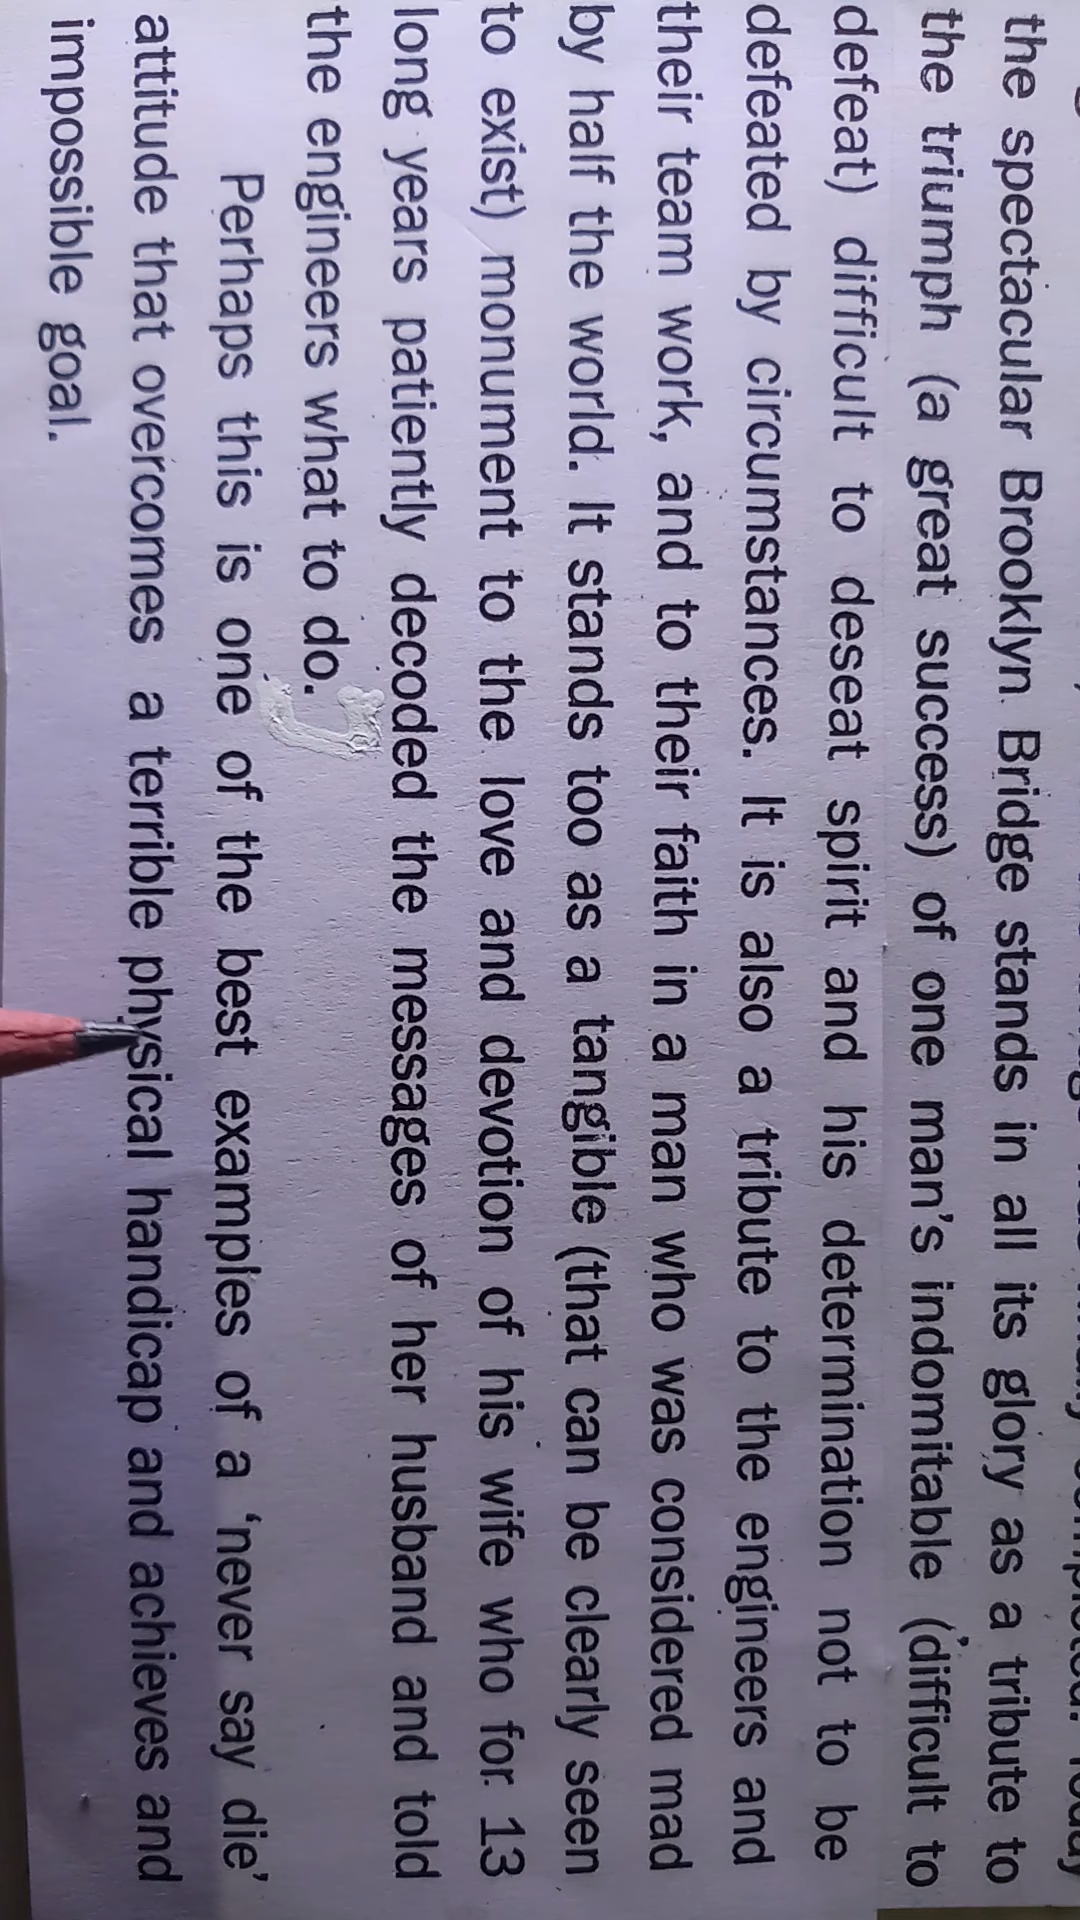 the spectacular Brooklyn Bridge stands in all its glory as a tribute to
the triumph (a great success) of one man's indomitable (difficult to
defeat) difficult to deseat spirit and his determination not to be
defeated by circumstances. It is also a tribute to the engineers and
their team work, and to their faith in a man who was considered mad
by half the world. It stands too as a tangible (that can be clearly seen
to exist) monument to the love and devotion of his wife who for 13
long years patiently decoded the messages of her husband and told
the engineers what to do.
Perhaps this is one of the best examples of a 'never say die'
attitude that overcomes a terrible physical handicap and achieves and
impossible goal.